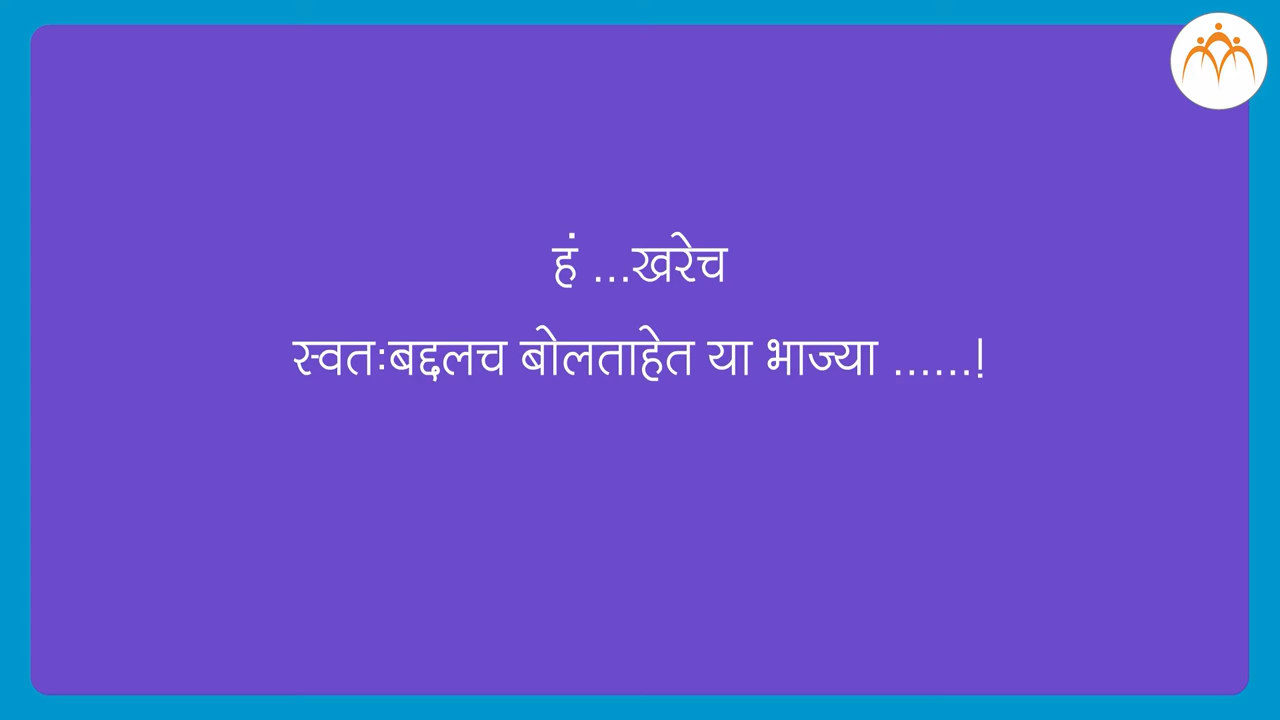 हं ...खरेच
स्वतःबद्दलच बोलताहेत या भाज्या ......!